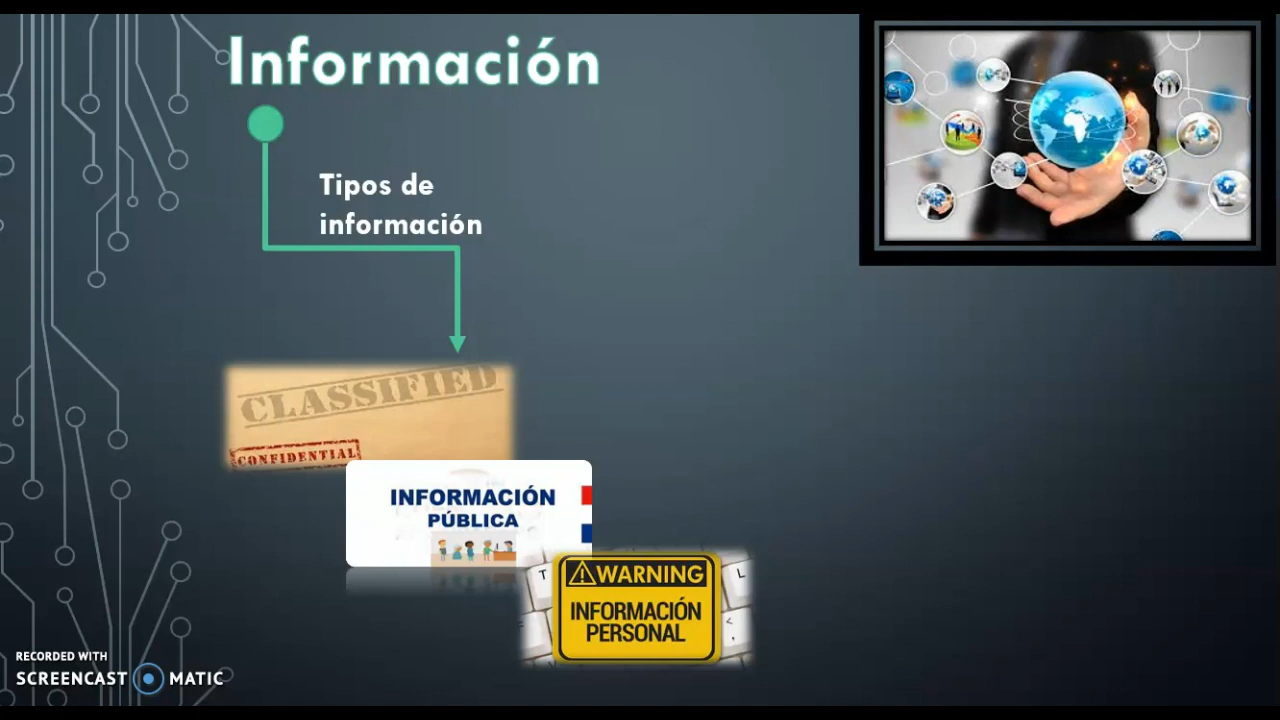 Información
Tipos de
información
CLASSIFIED
CONFIDENTIAL
INFORMACIÓN
PÚBLICA
T
L
WARNING
INFORMACIÓN
PERSONAL
<
,
RECORDED WITH
SCREENCAST MATIC